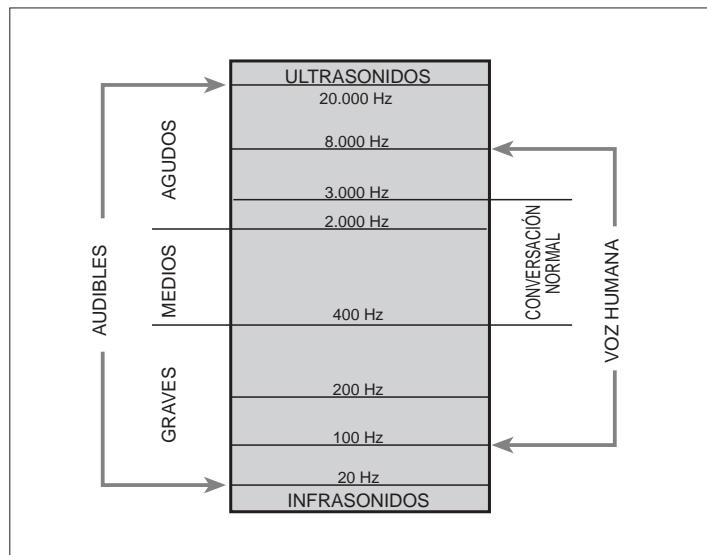 ULTRASONIDOS
20.000 Hz
8.000 Hz
3.000 Hz
2.000 Hz
400 Hz
200 Hz
100 Hz
20 Hz
INFRASONIDOS
AUDIBLES
AGUDOS
MEDIOS
GRAVES
CONVERSACIÓN
NORMAL
VOZ HUMANA